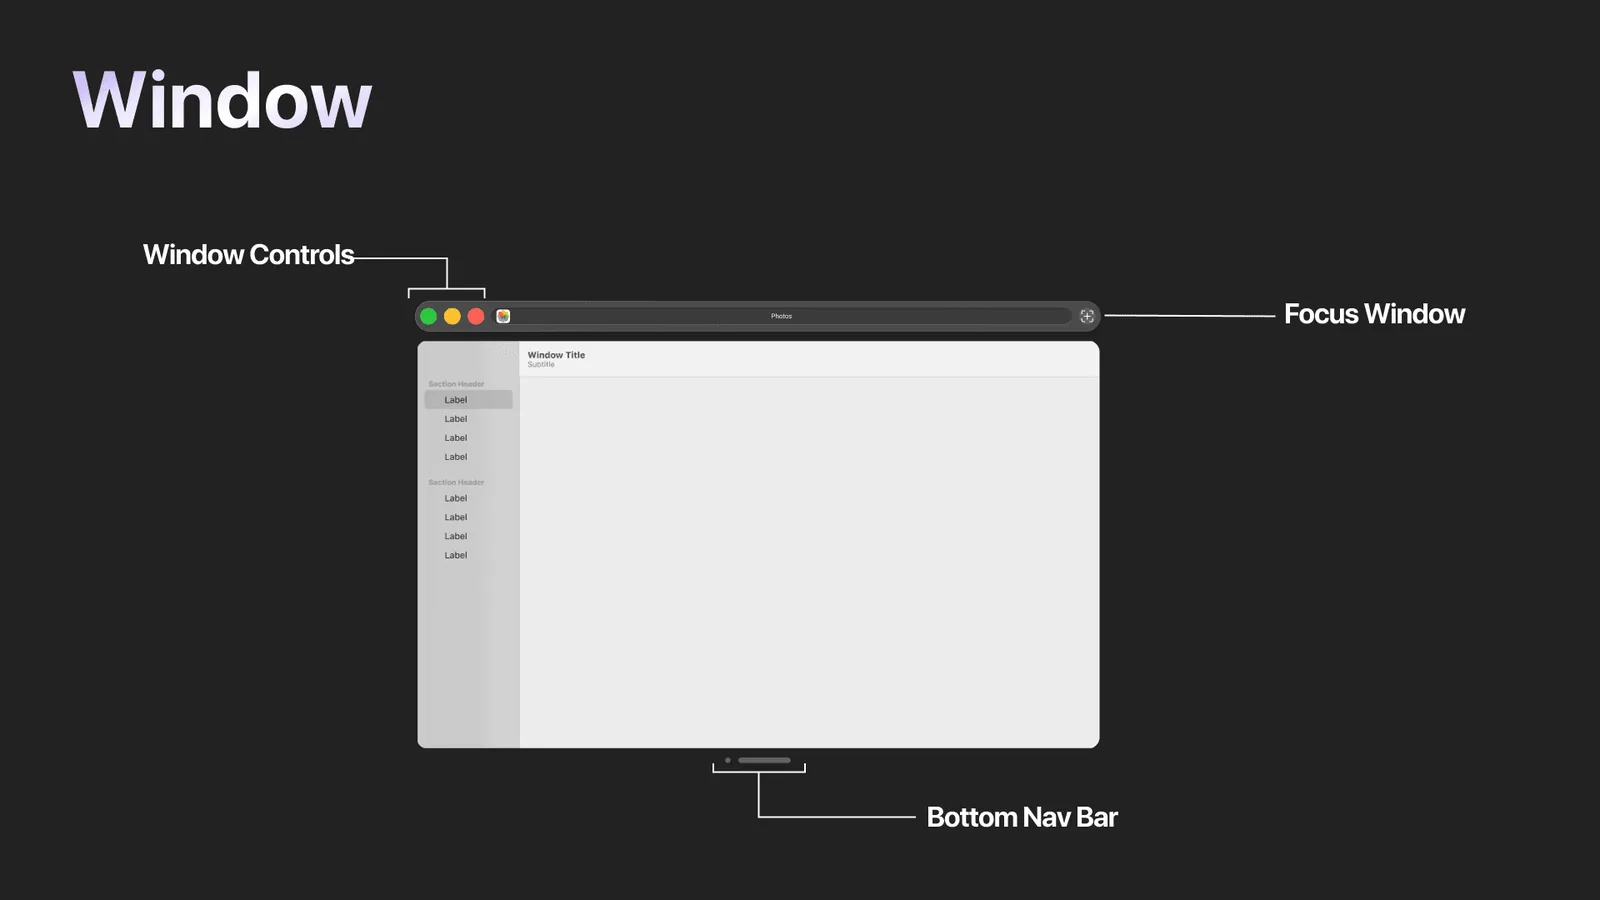 Window
Window Controls
Focus Window
Photos
Window Title
Subtitle
Section Header
Label
Label
Label
Label
Section Header
Label
Label
Label
Label
Bottom Nav Bar